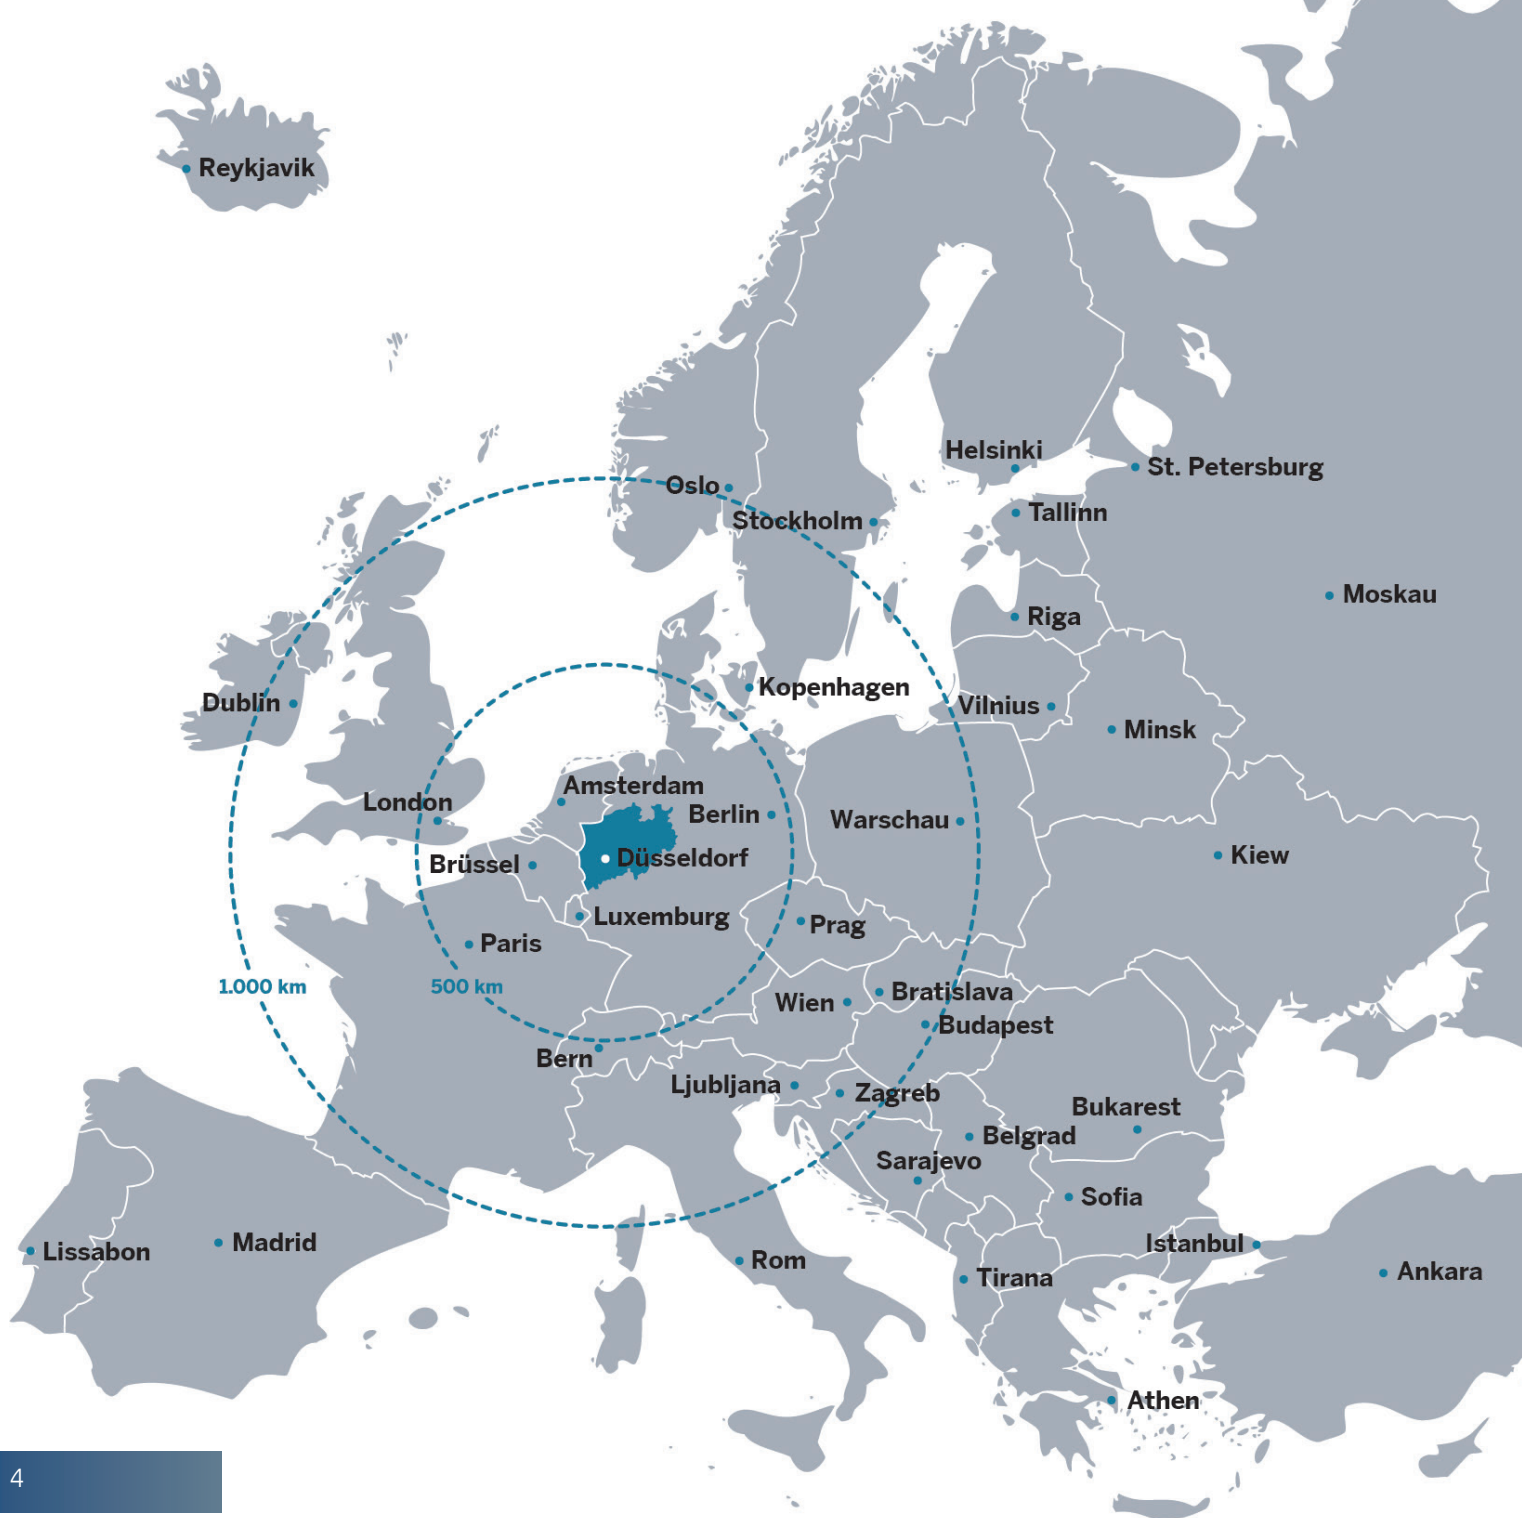 Reykjavik
Helsinki
St. Petersburg
Oslo
Stockholm
Tallinn
Moskau
Riga
Kopenhagen
Dublin
Vilnius
Minsk
Amsterdam
London
Berlin
Warschau
Düsseldorf
Kiew
Brüssel
Luxemburg
Prag
Paris
1.000 km
500 km
Wien
Bratislava
Budapest
Bern
Ljubljana
Zagreb
Bukarest
Belgrad
Sarajevo
Sofia
Lissabon
Madrid
Istanbul
Rom
Tirana
Ankara
Athen
4